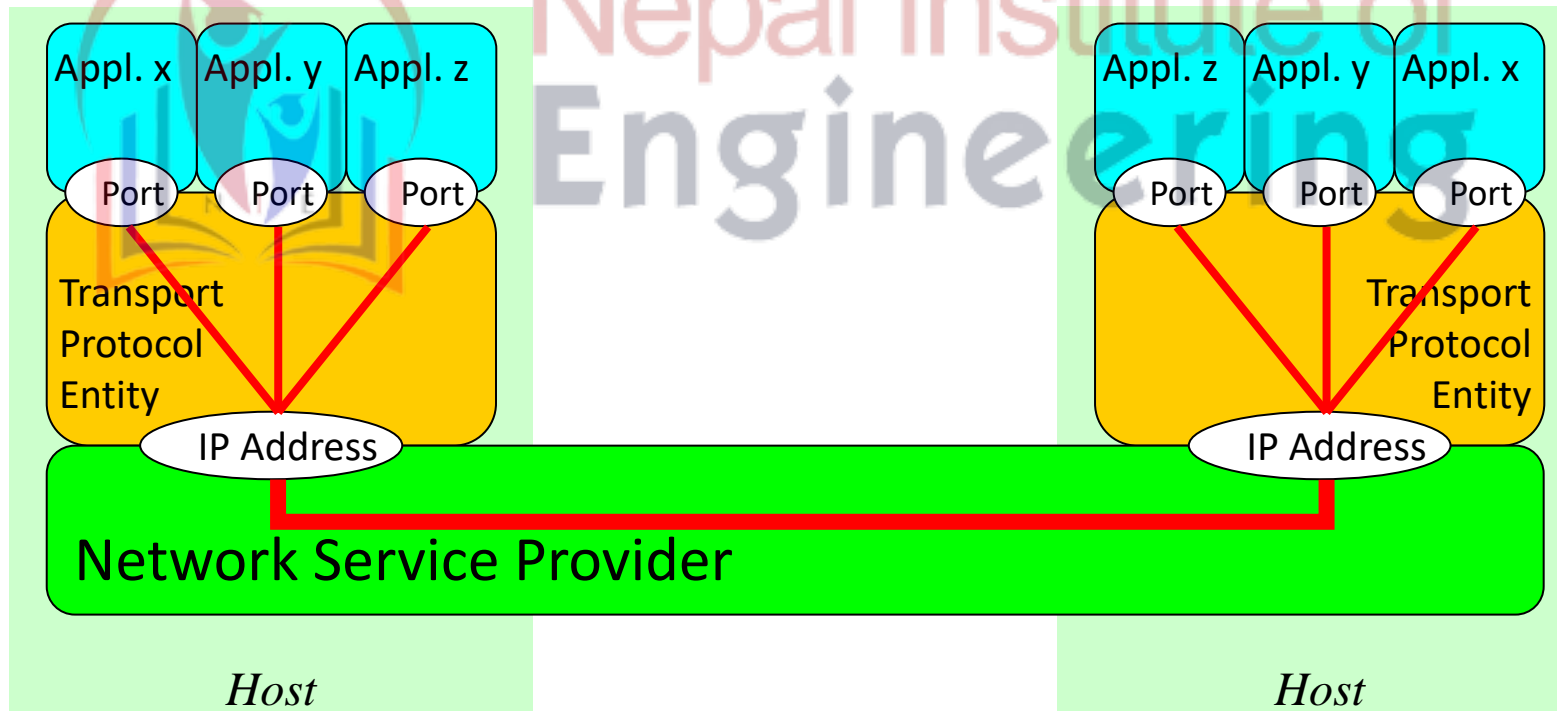 Nepal Institute of
Engineering
Appl. x Appl. y Appl. z
Port Port Port
Transport
Protocol
Entity
IP Address
Appl. z Appl. y Appl. x
Port Port Port
Transport
Protocol
Entity
IP Address
Network Service Provider
Host
Host